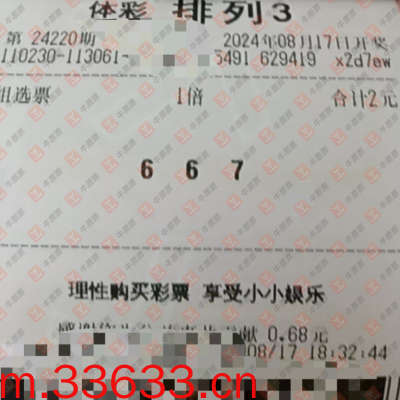 体彩 排列3
第 24220期 2024年08月17日开奖
110230-113061- 5491 629419 x2d7ew
组选票 1倍 合计2元
6 6 7
理性购买彩票 享受小小娱乐
献 0.68元
08/17 18:32:44
m.33633.cn